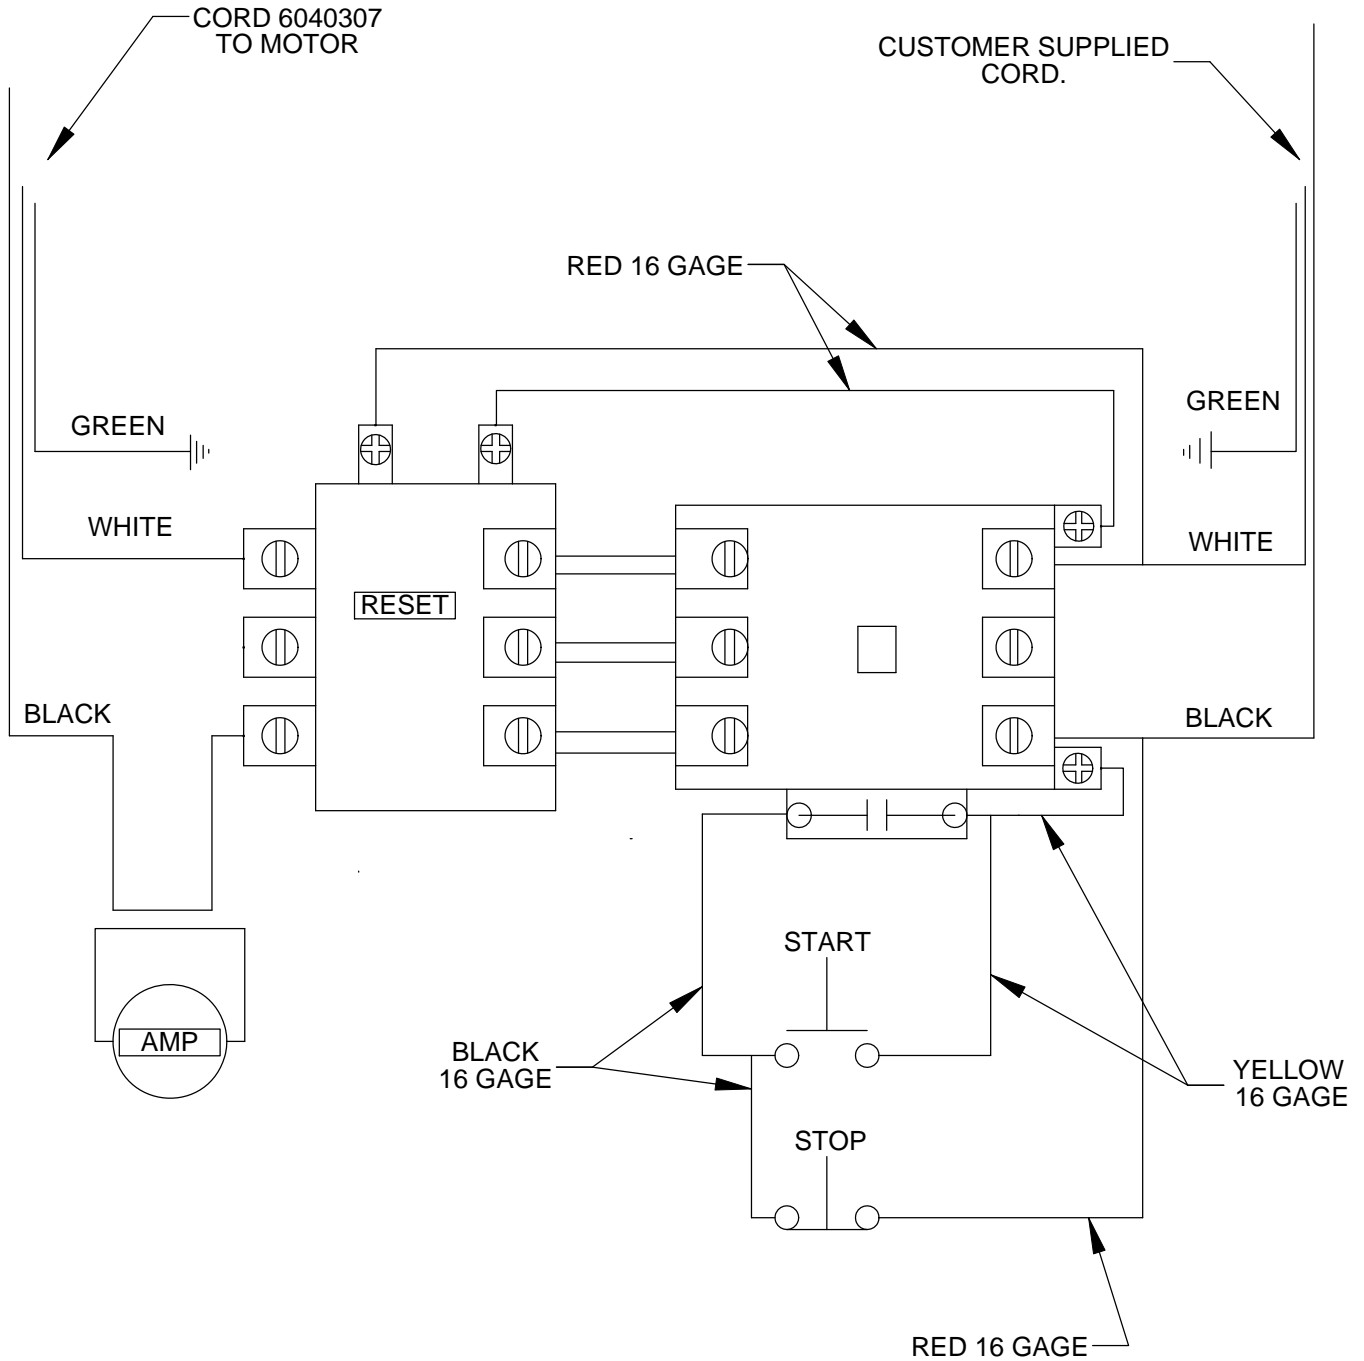 CORD 6040307
TO MOTOR
CUSTOMER SUPPLIED
CORD.
RED 16 GAGE
GREEN
GREEN
WHITE
WHITE
RESET
BLACK
BLACK
START
AMP
BLACK
16 GAGE
YELLOW
16 GAGE
STOP
RED 16 GAGE